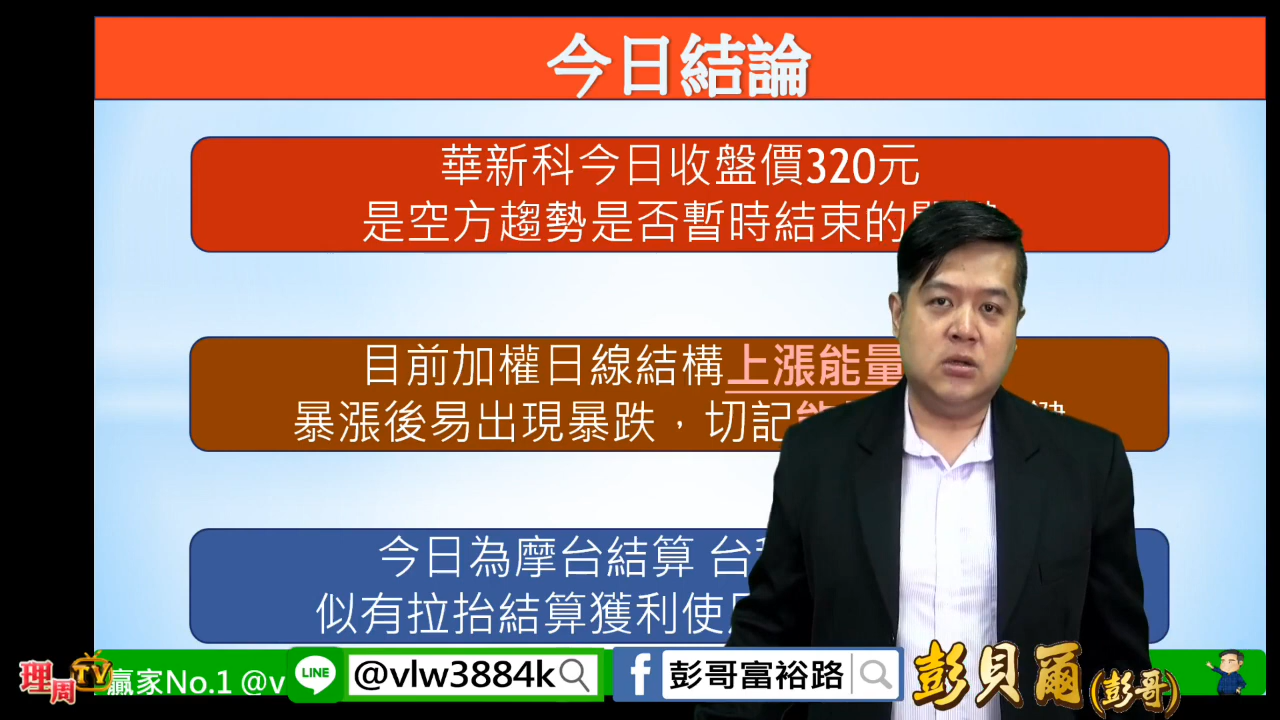 今日結論
華新科今日收盤價320元
是空方趨勢是否暫時結束的
目前加權日線結構上漲能量
暴漲後易出現暴跌，切記
今日為摩台結算 台
似有拉抬結算獲利使
理周TV
贏家No.1 @v
LINE
@vlw3884k
f
彭哥富裕路
彭貝爾(彭哥)